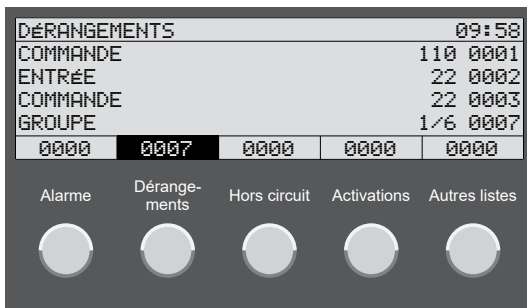 DéRANGEMENTS 09:58
COMMANDE 110 0001
ENTRéE 22 0002
COMMANDE 22 0003
GROUPE 1/6 0007
0000 0007 0000 0000 0000
Alarme Dérange-
ments Hors circuit Activations Autres listes